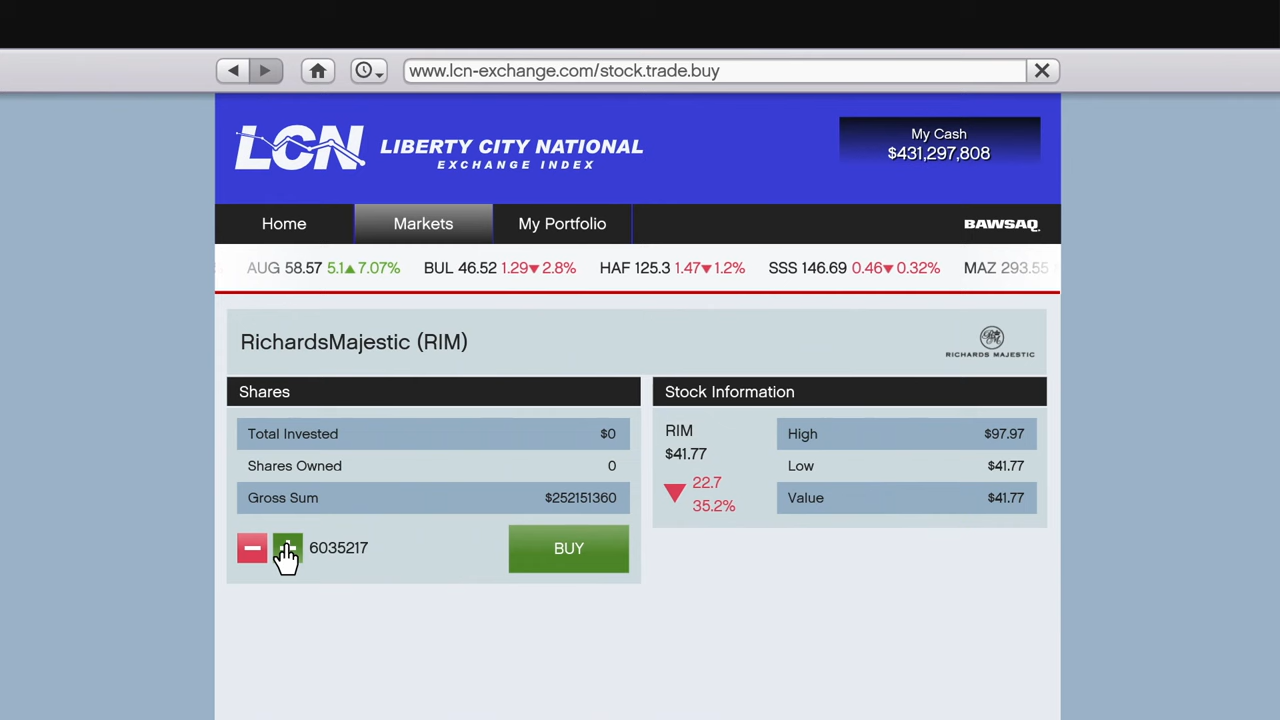 www.lcn-exchange.com/stock.trade.buy
LCN LIBERTY CITY NATIONAL
EXCHANGE INDEX
My Cash
$431,297,808
Home Markets My Portfolio BAWSAQ
AUG 58.57 5.1▲7.07% BUL 46.52 1.29▼2.8% HAF 125.3 1.47▼1.2% SSS 146.69 0.46▼0.32% MAZ 293.55
RichardsMajestic (RIM)
RICHARDS MAJESTIC
Shares
Total Invested $0
Shares Owned 0
Gross Sum $252151360
6035217 BUY
Stock Information
RIM
$41.77
22.7
35.2%
High $97.97
Low $41.77
Value $41.77